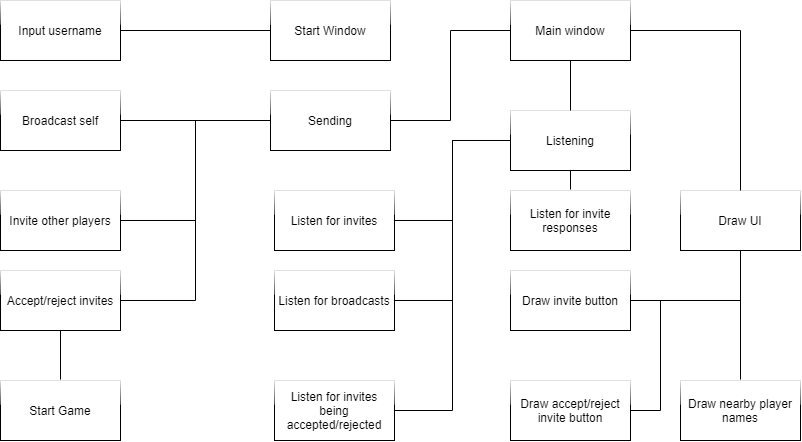 Input username
Start Window
Main window
Broadcast self
Sending
Listening
Invite other players
Listen for invites
Listen for invite
responses
Draw UI
Accept/reject invites
Listen for broadcasts
Draw invite button
Start Game
Listen for invites
being
accepted/rejected
Draw accept/reject
invite button
Draw nearby player
names